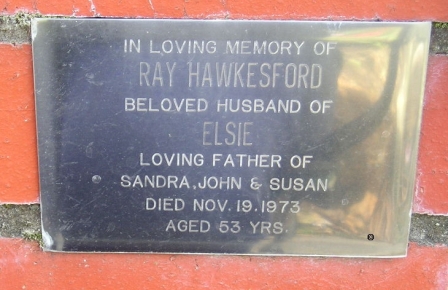 IN LOVING MEMORY OF
RAY HAWKESFORD
BELOVED HUSBAND OF
ELSIE
LOVING FATHER OF
SANDRA, JOHN & SUSAN
DIED NOV. 19. 1973
AGED 53 YRS.